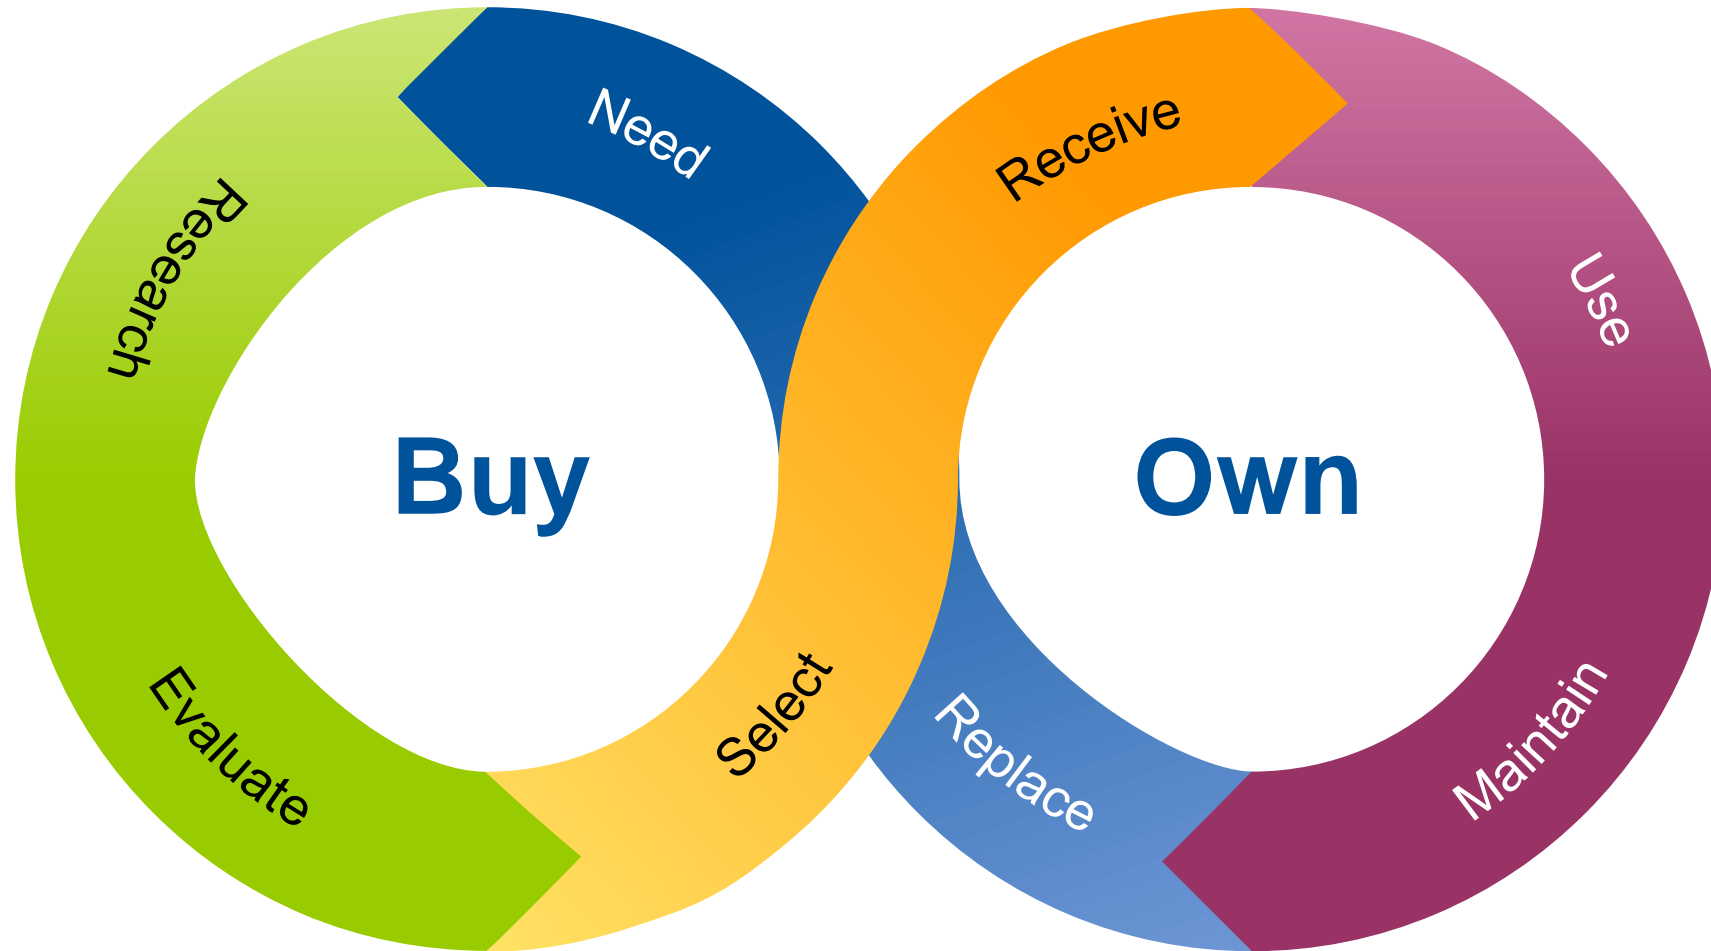 Need
Research
Evaluate
Select
Receive
Use
Maintain
Replace
Buy
Own